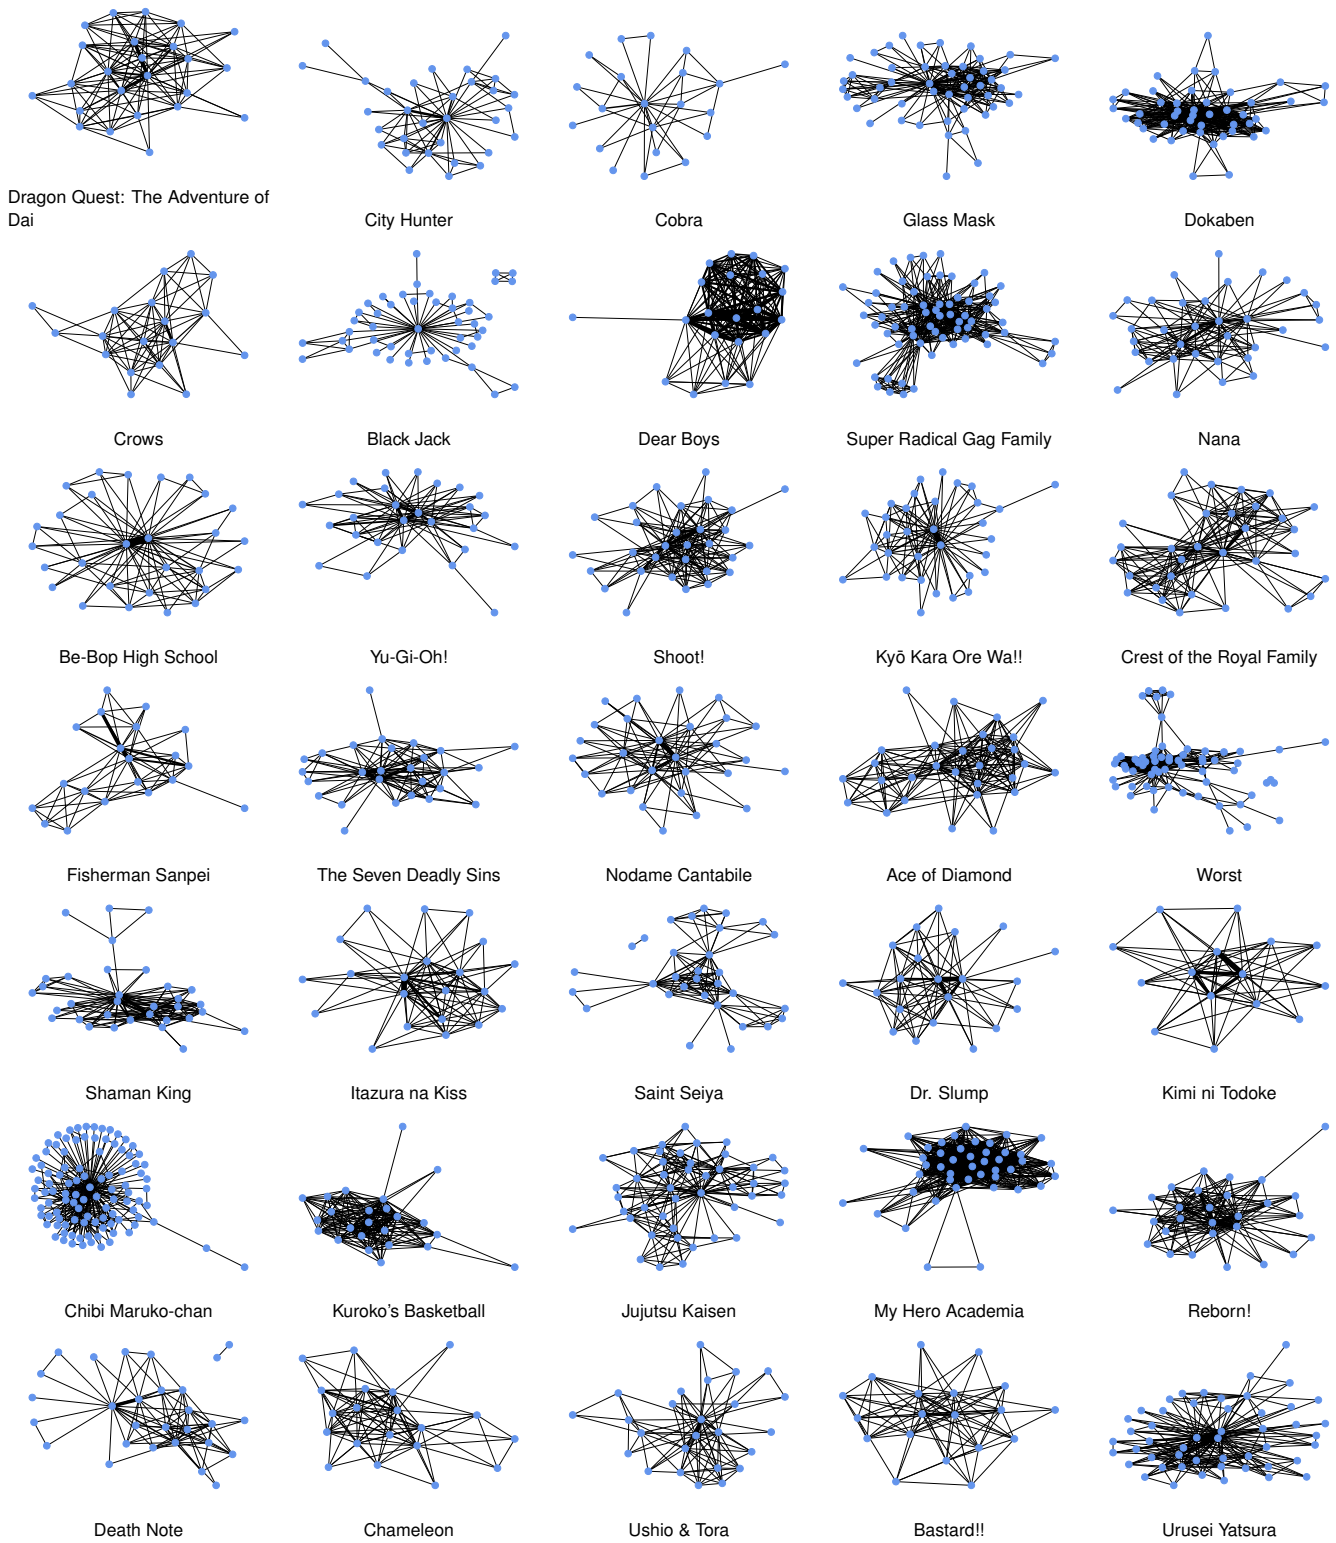 Dragon Quest: The Adventure of
Dai
City Hunter
Cobra
Glass Mask
Dokaben
Crows
Black Jack
Dear Boys
Super Radical Gag Family
Nana
Be-Bop High School
Yu-Gi-Oh!
Shoot!
Kyō Kara Ore Wa!!
Crest of the Royal Family
Fisherman Sanpei
The Seven Deadly Sins
Nodame Cantabile
Ace of Diamond
Worst
Shaman King
Itazura na Kiss
Saint Seiya
Dr. Slump
Kimi ni Todoke
Chibi Maruko-chan
Kuroko's Basketball
Jujutsu Kaisen
My Hero Academia
Reborn!
Death Note
Chameleon
Ushio & Tora
Bastard!!
Urusei Yatsura